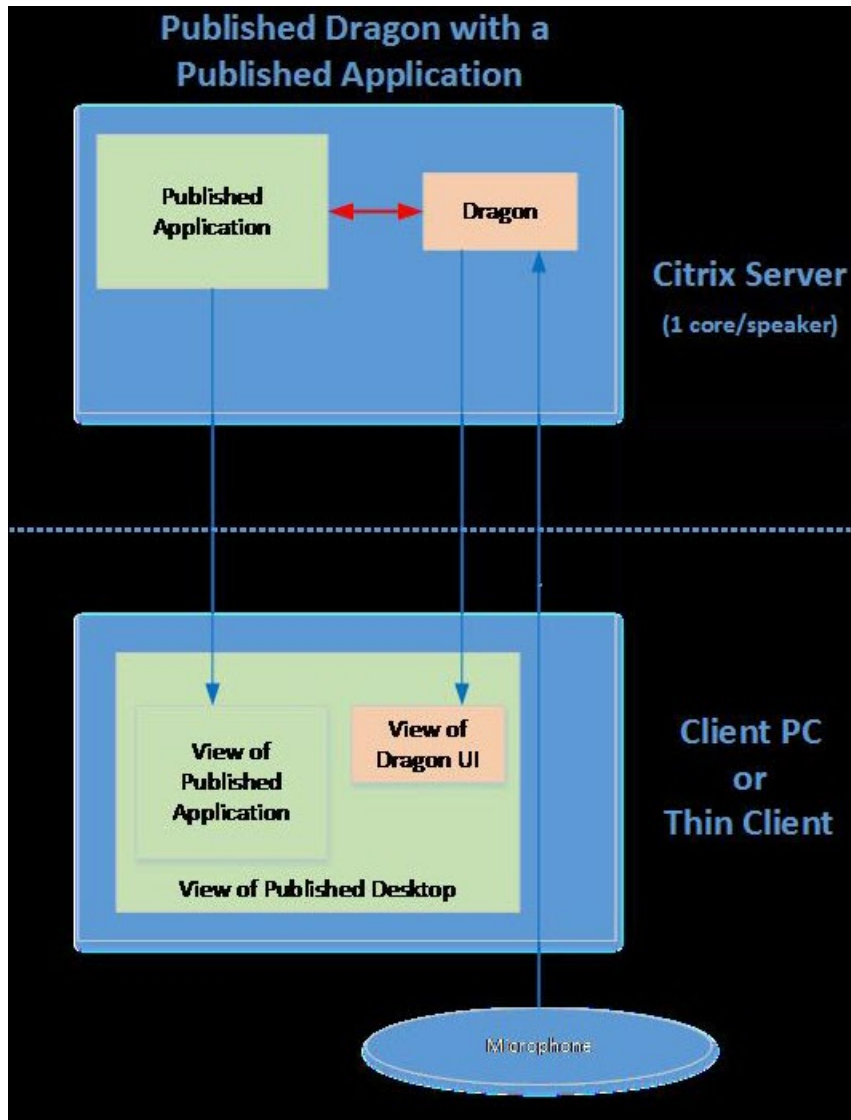 Published Dragon with a
Published Application
Published
Application
Dragon
Citrix Server
(1 core/speaker)
View of
Published
Application
View of
Dragon UI
View of Published Desktop
Client PC
or
Thin Client
Microphone